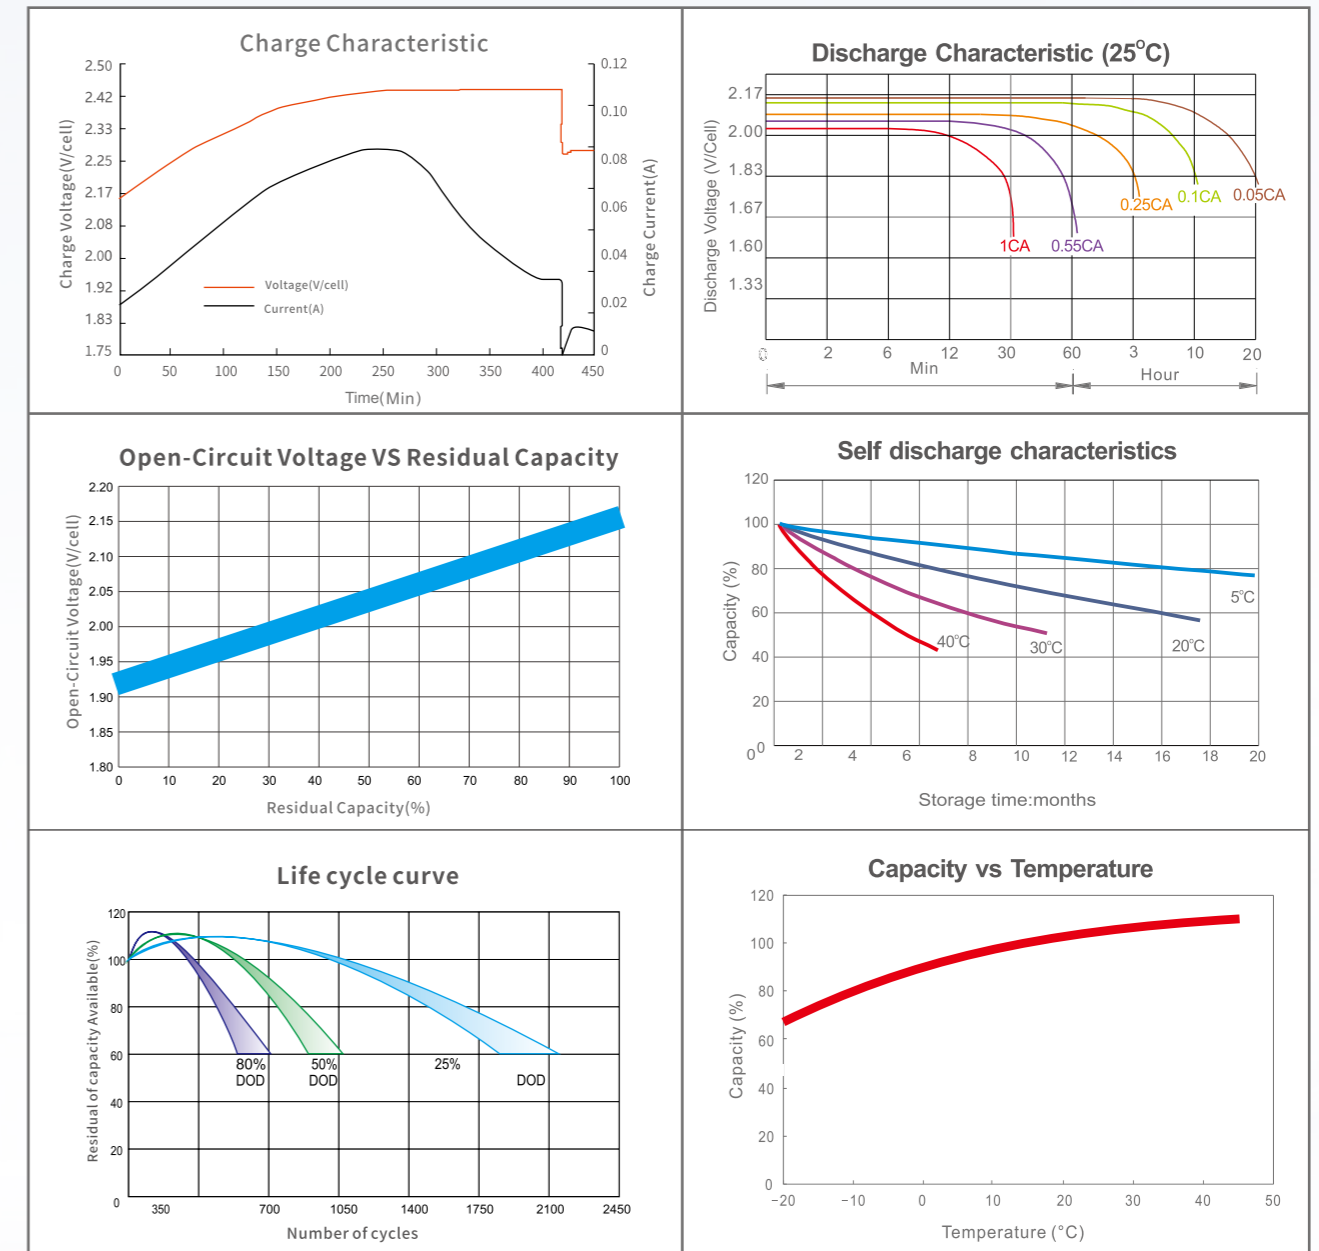 Charge Characteristic
Charge Voltage(V/cell)
2.50
2.42
2.33
2.25
2.17
2.08
2.00
1.92
1.83
1.75
0.12
0.10
0.08
0.06
0.04
0.02
0
Charge Current(A)
Voltage(V/cell)
Current(A)
0 50 100 150 200 250 300 350 400 450
Time(Min)
Discharge Characteristic (25°C)
Discharge Voltage (V/Cell)
2.17
2.00
1.83
1.67
1.60
1.33
1CA 0.55CA 0.25CA 0.1CA 0.05CA
0 2 6 12 30 60 3 10 20
Min Hour
Open-Circuit Voltage VS Residual Capacity
Open-Circuit Voltage(V/cell)
2.20
2.15
2.10
2.05
2.00
1.95
1.90
1.85
1.80
0 10 20 30 40 50 60 70 80 90 100
Residual Capacity(%)
Self discharge characteristics
Capacity (%)
120
100
80
60
40
20
0
40°C 30°C 20°C 5°C
0 2 4 6 8 10 12 14 16 18 20
Storage time:months
Life cycle curve
Residual of capacity Available(%)
120
100
80
60
40
20
0
80% 50% 25%
DOD DOD DOD
350 700 1050 1400 1750 2100 2450
Number of cycles
Capacity vs Temperature
Capacity (%)
120
100
80
60
40
20
0
−20 −10 0 10 20 30 40 50
Temperature (°C)